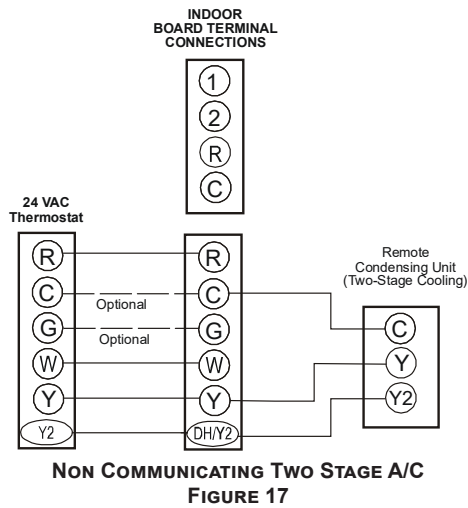 INDOOR
BOARD TERMINAL
CONNECTIONS
1
2
R
C
24 VAC
Thermostat
R
C
G
W
Y
Y2
Optional
Optional
R
C
G
W
Y
DH/Y2
Remote
Condensing Unit
(Two-Stage Cooling)
C
Y
Y2
NON COMMUNICATING TWO STAGE A/C
FIGURE 17